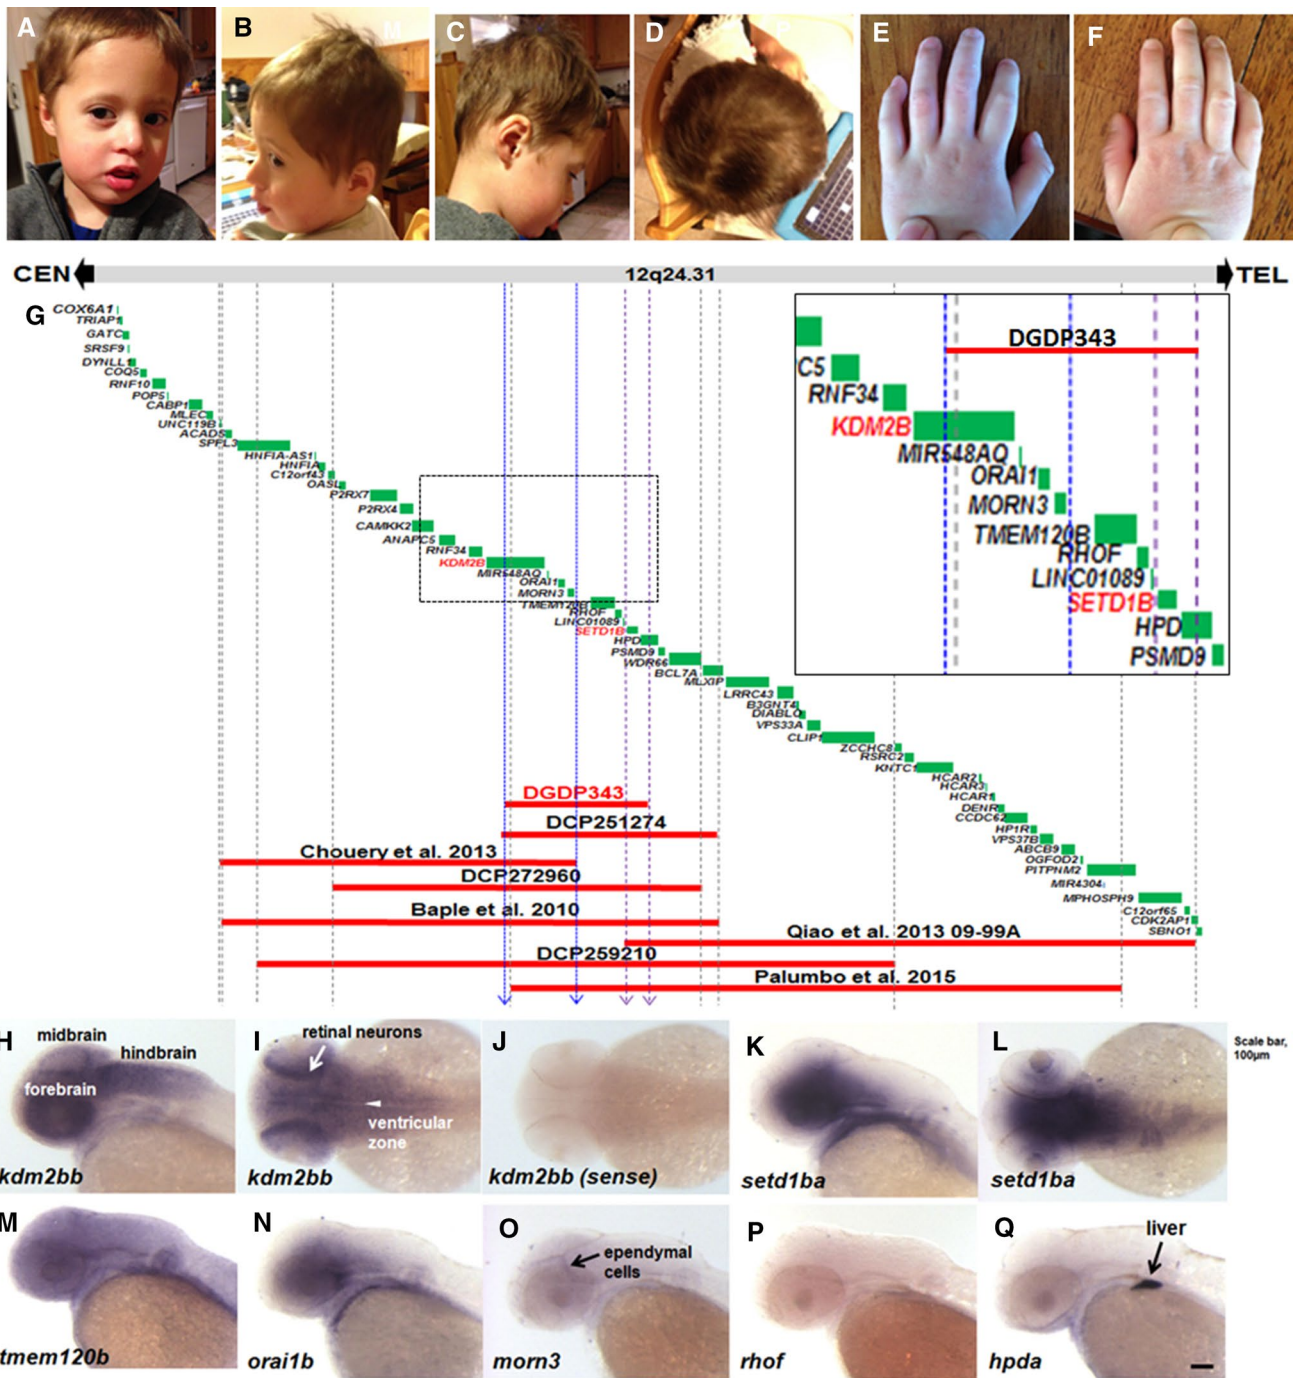 A
B
M
C
D
P
E
F
CEN
12q24.31
TEL
G
COX6A1
TRIAP1
GATC
SRSF9
DYNLL1
COQ5
RNF10
POP5
CABP1
MLEC
UNC119B
ACADS
SPPL3
HNFIA-AS1
HNFIA
C12orf43
OASL
P2RX7
P2RX4
CAMKK2
ANAPC5
RNF34
KDM2B
MIR548AQ
ORAI1
MORN3
TMEM120B
RHOF
LINC01089
SETD1B
HPD
PSMD9
WDR66
BCL7A
MLXIP
LRRC43
B3GNT4
DIABLO
VPS33A
CLIP1
ZCCHC8
RSRC2
KNTC1
HCAR2
HCAR3
HCAR1
DENR
CCDC62
HP1R
VPS37B
ABCB9
OGFOD2
PITPNM2
MIR4304
MPHOSPH9
C12orf65
CDK2AP1
SBNO1
DGDP343
C5
RNF34
KDM2B
MIR548AQ
ORAI1
MORN3
TMEM120B
RHOF
LINC01089
SETD1B
HPD
PSMD9
DGDP343
DCP251274
Chouery et al. 2013
DCP272960
Baple et al. 2010
Qiao et al. 2013 09-99A
DCP259210
Palumbo et al. 2015
H
midbrain
hindbrain
forebrain
kdm2bb
I
retinal neurons
ventricular
zone
kdm2bb
J
kdm2bb (sense)
K
setd1ba
L
setd1ba
Scale bar,
100µm
M
tmem120b
N
orai1b
O
ependymal
cells
morn3
P
rhof
Q
liver
hpda